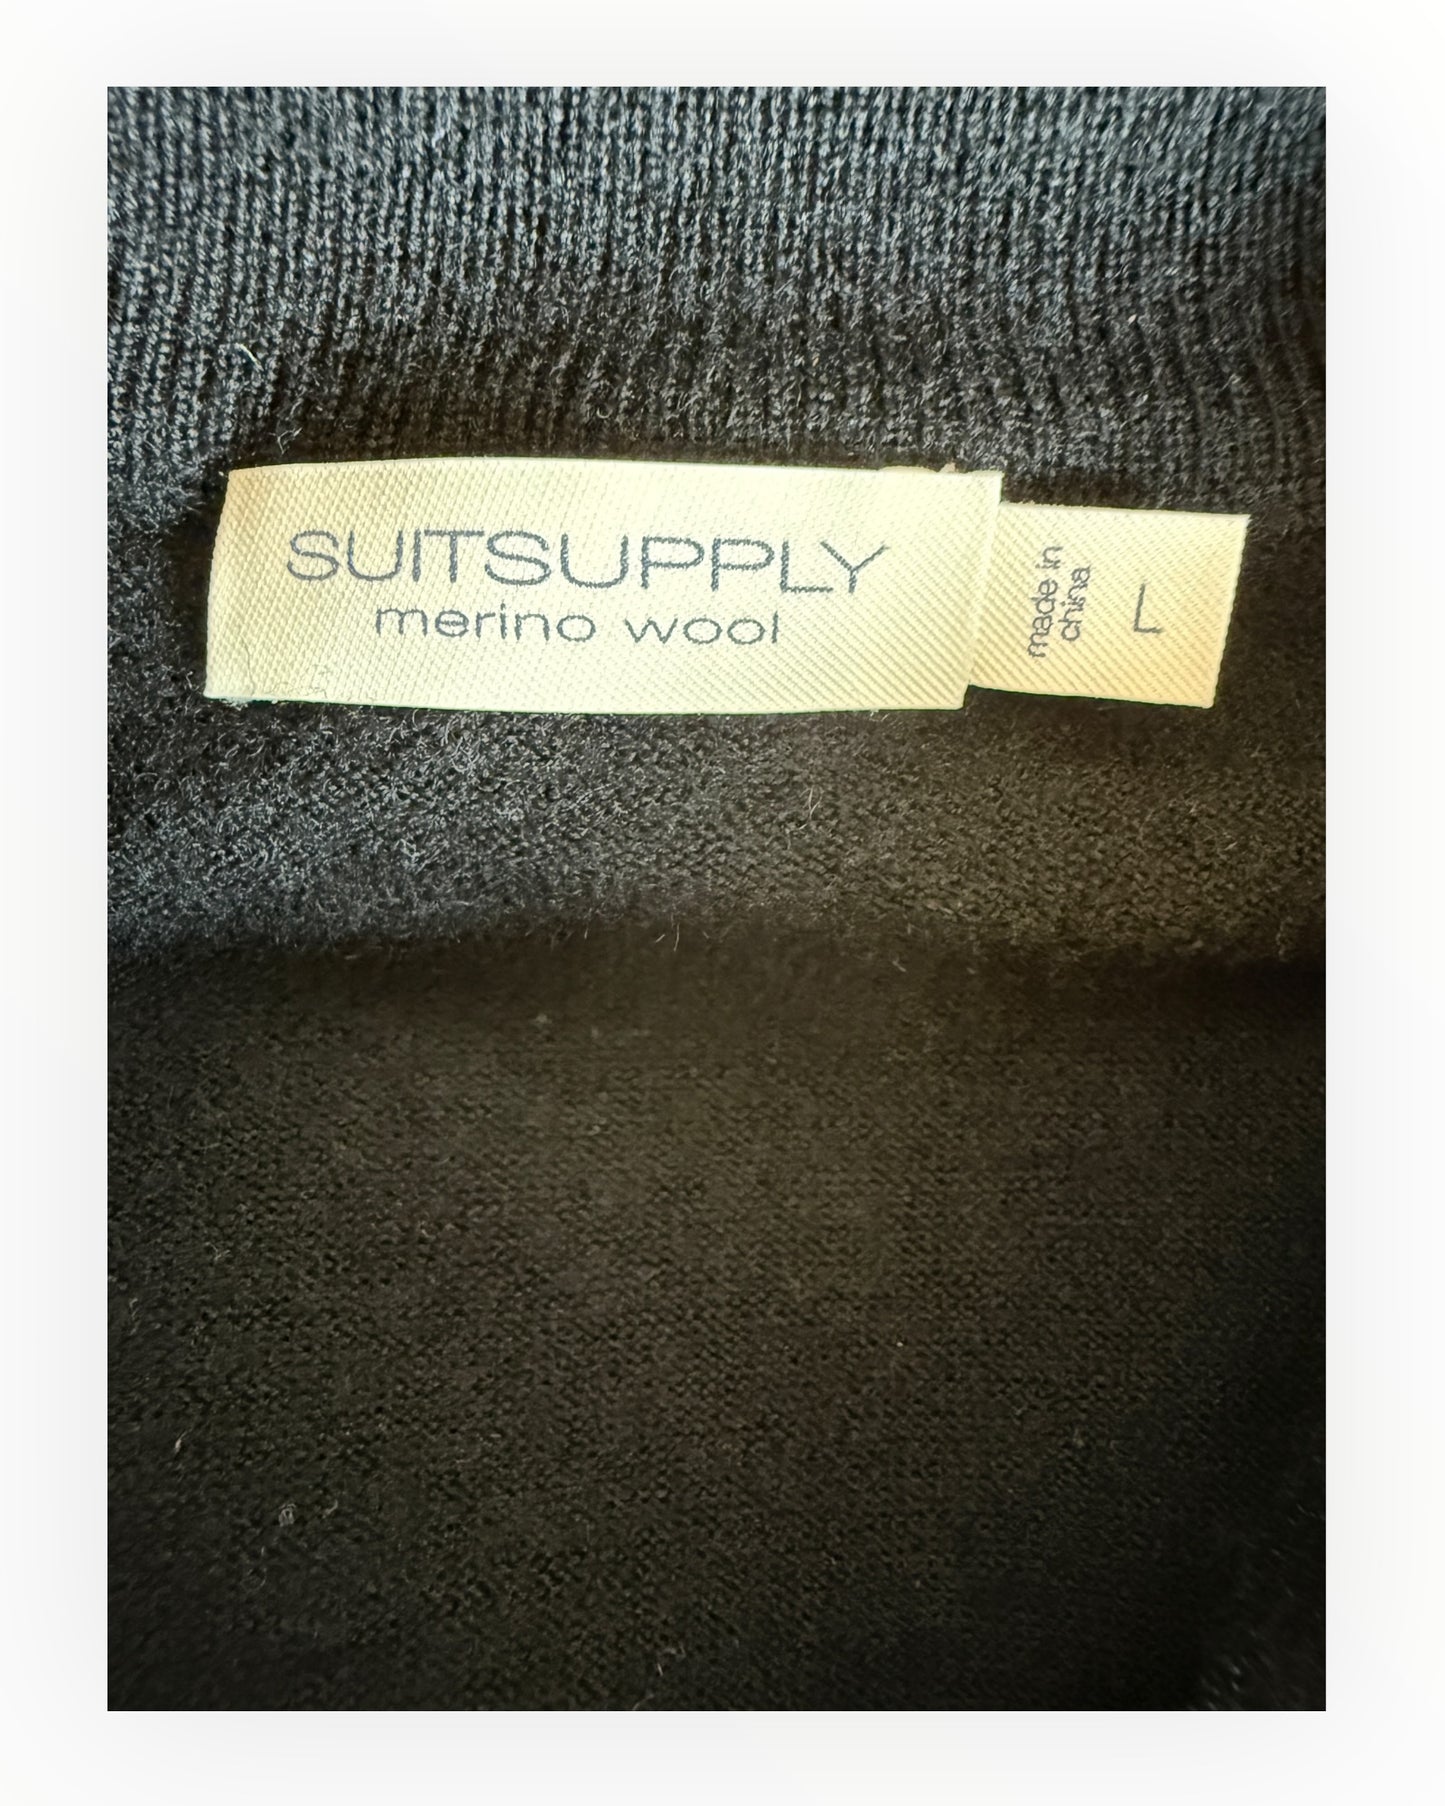 SUITSUPPLY
merino wool
made in
china
L